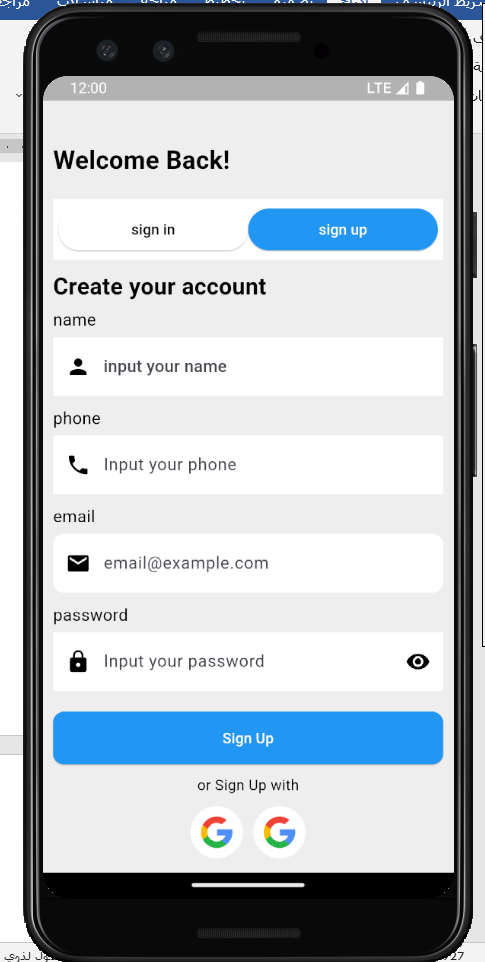 12:00 LTE
Welcome Back!
sign in sign up
Create your account
name
input your name
phone
Input your phone
email
email@example.com
password
Input your password
Sign Up
or Sign Up with
G G